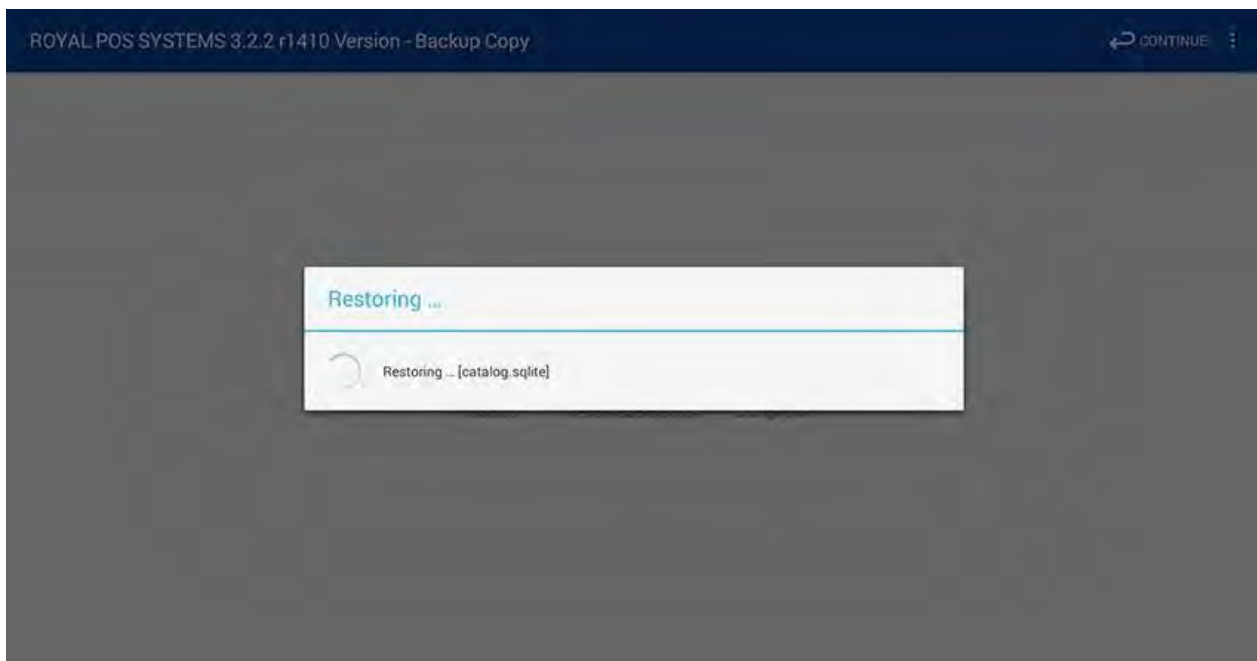 ROYAL POS SYSTEMS 3.2.2 r1410 Version - Backup Copy
CONTINUE
Restoring ...
Restoring ... [catalog.sqlite]